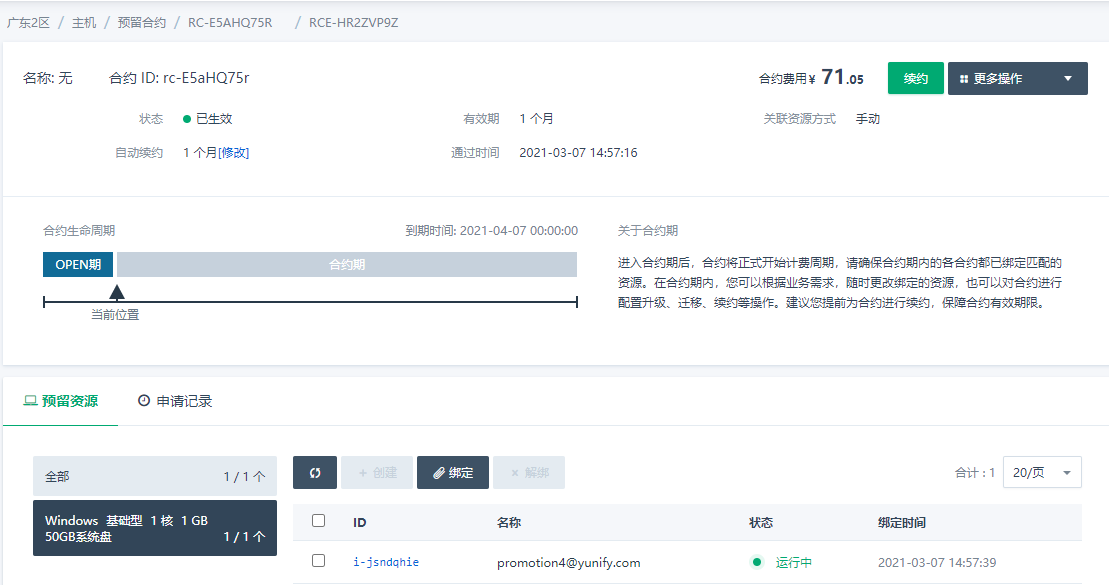 广东2区 / 主机 / 预留合约 / RC-E5AHQ75R / RCE-HR2ZVP9Z
名称: 无 合约 ID: rc-E5aHQ75r 合约费用¥ 71.05 续约 更多操作
状态 已生效 有效期 1 个月 关联资源方式 手动
自动续约 1 个月[修改] 通过时间 2021-03-07 14:57:16
合约生命周期 到期时间: 2021-04-07 00:00:00
OPEN期 合约期
当前位置
关于合约期
进入合约期后，合约将正式开始计费周期，请确保合约期内的各合约都已绑定匹配的
资源。在合约期内，您可以根据业务需求，随时更改绑定的资源，也可以对合约进行
配置升级、迁移、续约等操作。建议您提前为合约进行续约，保障合约有效期限。
预留资源 申请记录
全部 1 / 1 个
Windows 基础型 1 核 1 GB
50GB系统盘 1 / 1 个
+ 创建 绑定 × 解绑 合计 : 1 20/页
ID 名称 状态 绑定时间
i-jsndqhie promotion4@yunify.com 运行中 2021-03-07 14:57:39